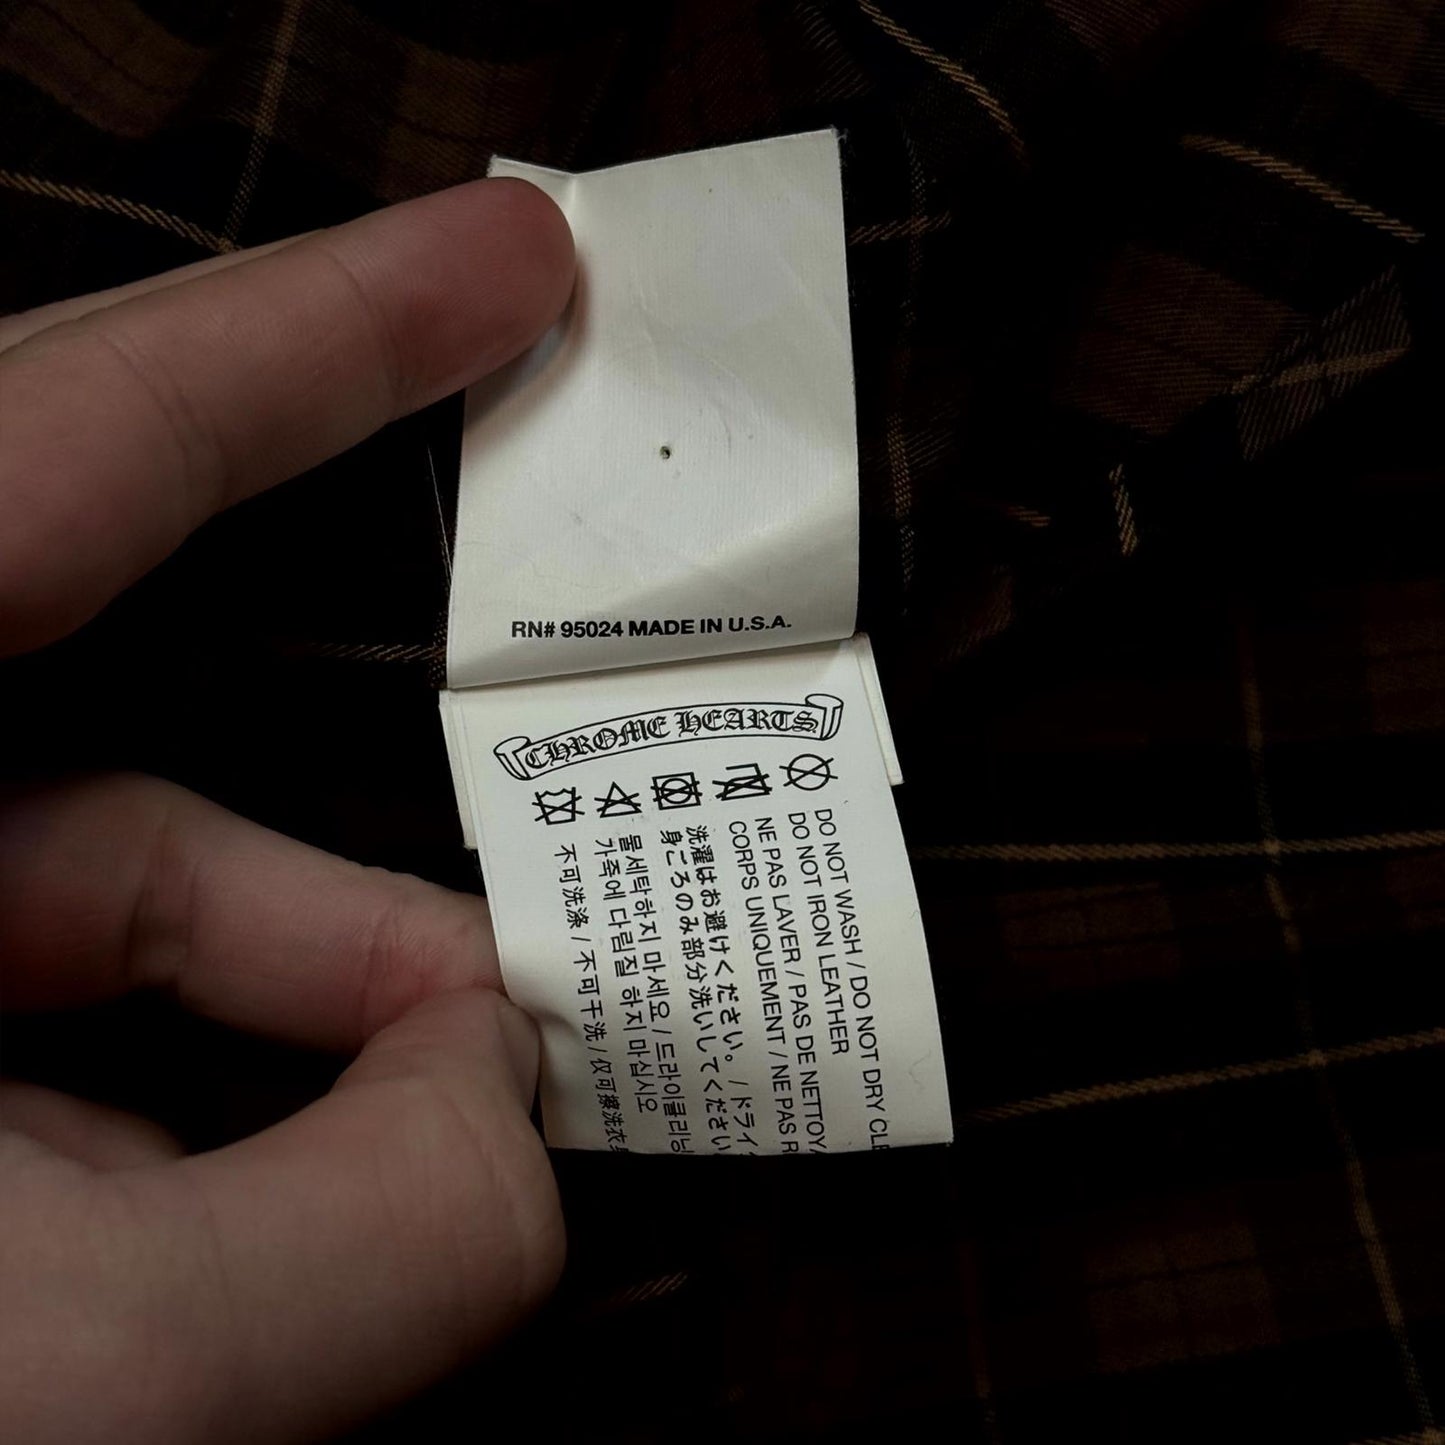 RN# 95024 MADE IN U.S.A.
CHROME HEARTS
DO NOT WASH / DO NOT DRY CLE
DO NOT IRON LEATHER
NE PAS LAVER / PAS DE NETTOY
CORPS UNIQUEMENT / NE PAS R
洗濯はお避けください。/ ドライ
身ごろのみ部分洗いしてください
물세탁하지 마세요 / 드라이클리닝
가죽에 다림질 하지 마십시오
不可洗涤 / 不可干洗 / 仅可擦洗衣